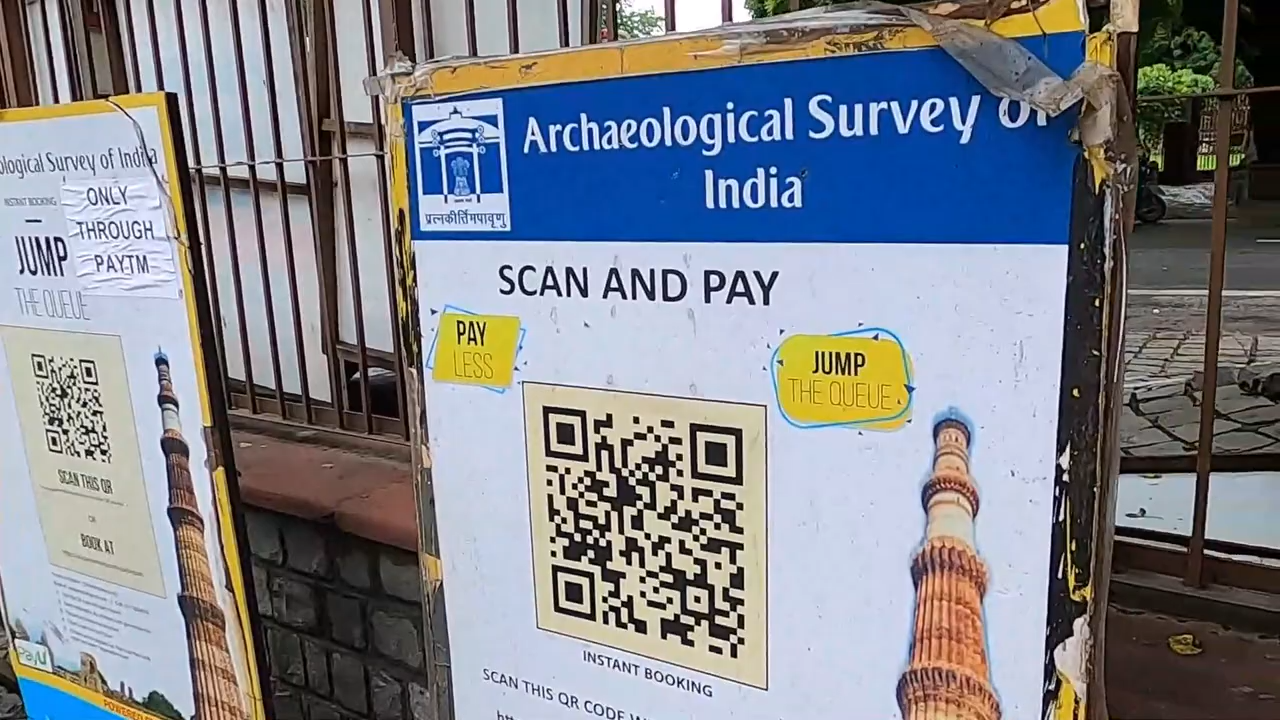 ological Survey of India
INSTANT BOOKING
ONLY
THROUGH
PAYTM
JUMP
THE QUEUE
SCAN THIS QR
OR
BOOK AT
PayU
POWERED
Archaeological Survey of
India
प्रत्नकीर्तिमपावृणु
SCAN AND PAY
PAY
LESS
JUMP
THE QUEUE
INSTANT BOOKING
SCAN THIS QR CODE